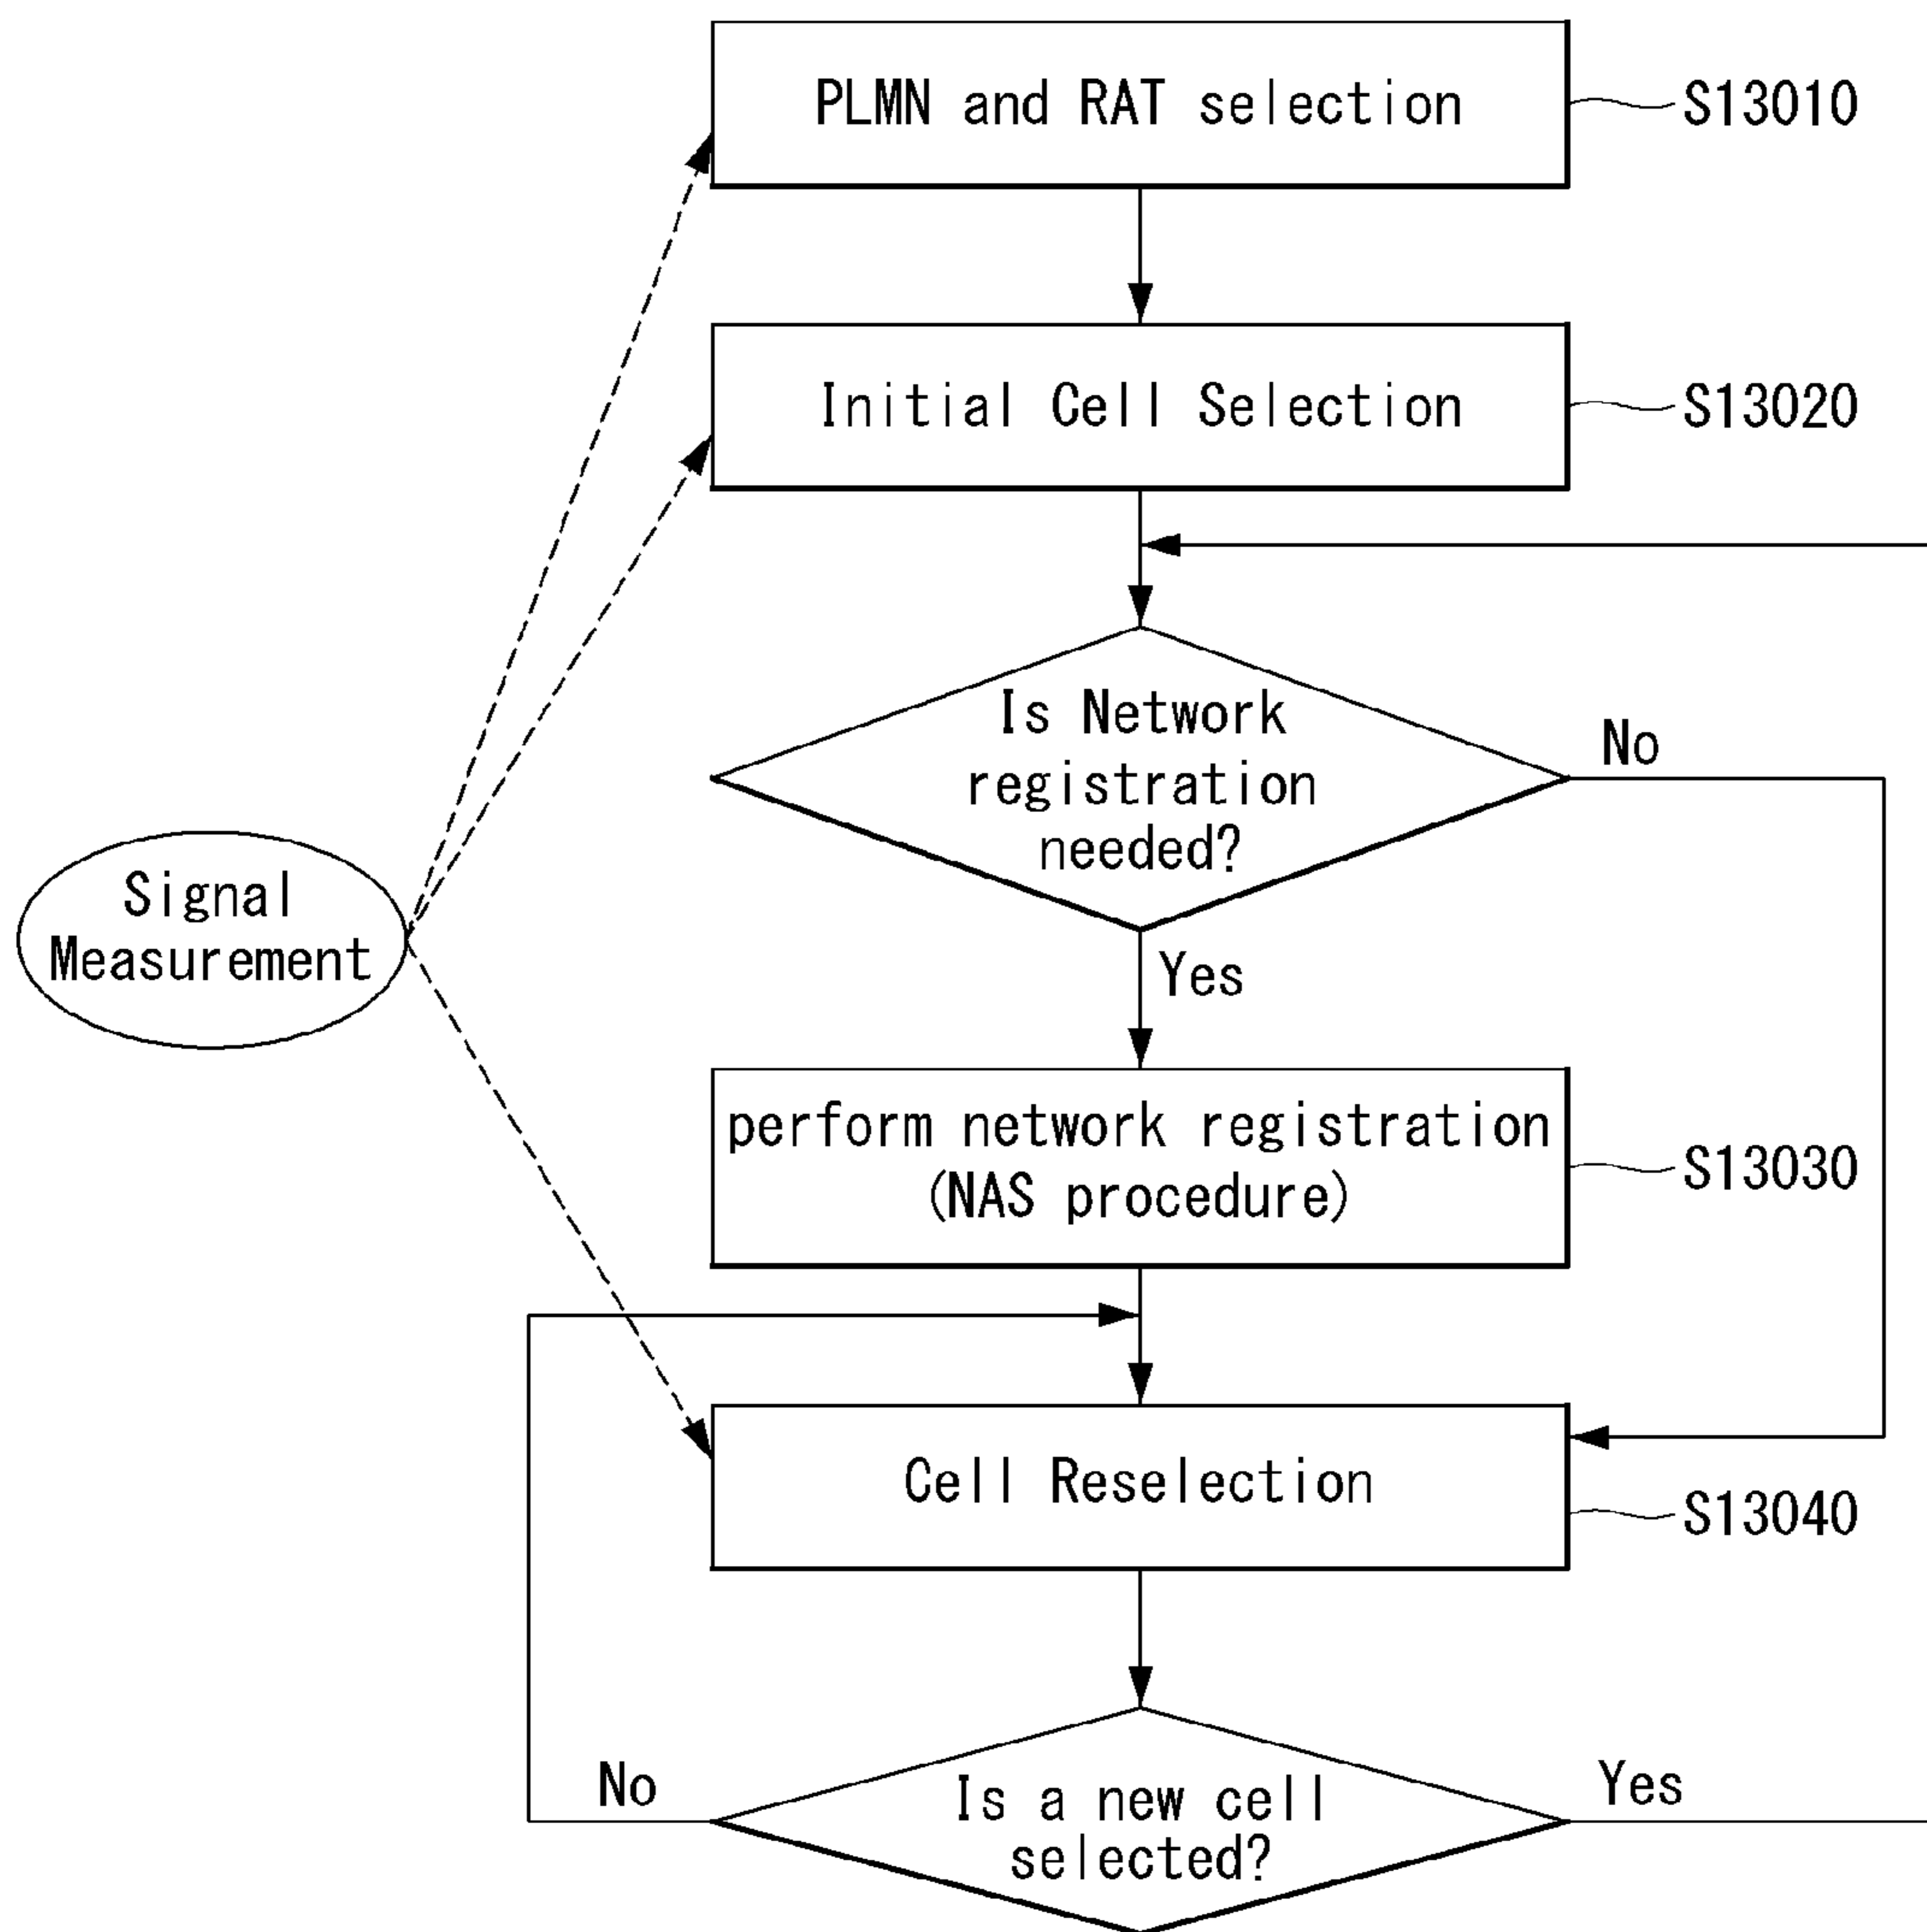 PLMN and RAT selection
S13010
Initial Cell Selection
S13020
Is Network
registration
needed?
No
Yes
Signal
Measurement
perform network registration
(NAS procedure)
S13030
Cell Reselection
S13040
No
Is a new cell
selected?
Yes